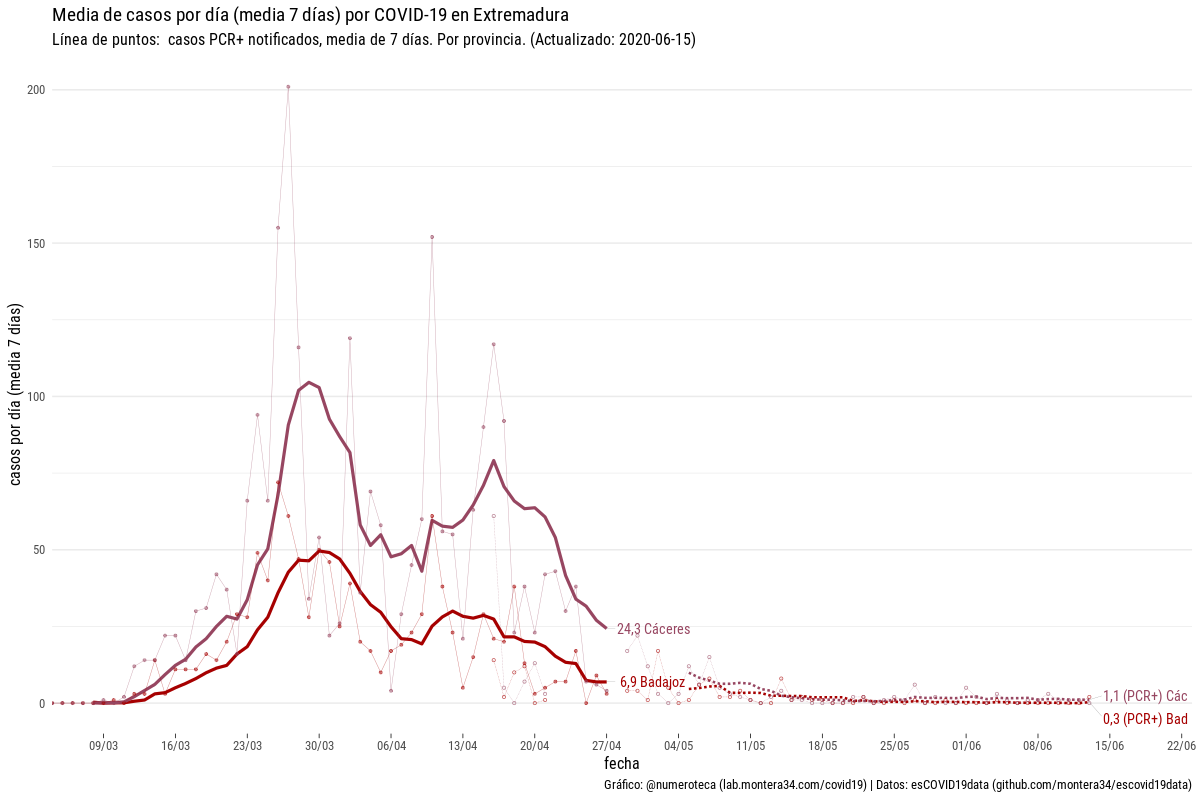 Media de casos por día (media 7 días) por COVID-19 en Extremadura
Línea de puntos:  casos PCR+ notificados, media de 7 días. Por provincia. (Actualizado: 2020-06-15)
casos por día (media 7 días)
200
150
100
50
0
24,3 Cáceres
6,9 Badajoz
1,1 (PCR+) Các
0,3 (PCR+) Bad
09/03 16/03 23/03 30/03 06/04 13/04 20/04 27/04 04/05 11/05 18/05 25/05 01/06 08/06 15/06 22/06
fecha
Gráfico: @numeroteca (lab.montera34.com/covid19) | Datos: esCOVID19data (github.com/montera34/escovid19data)